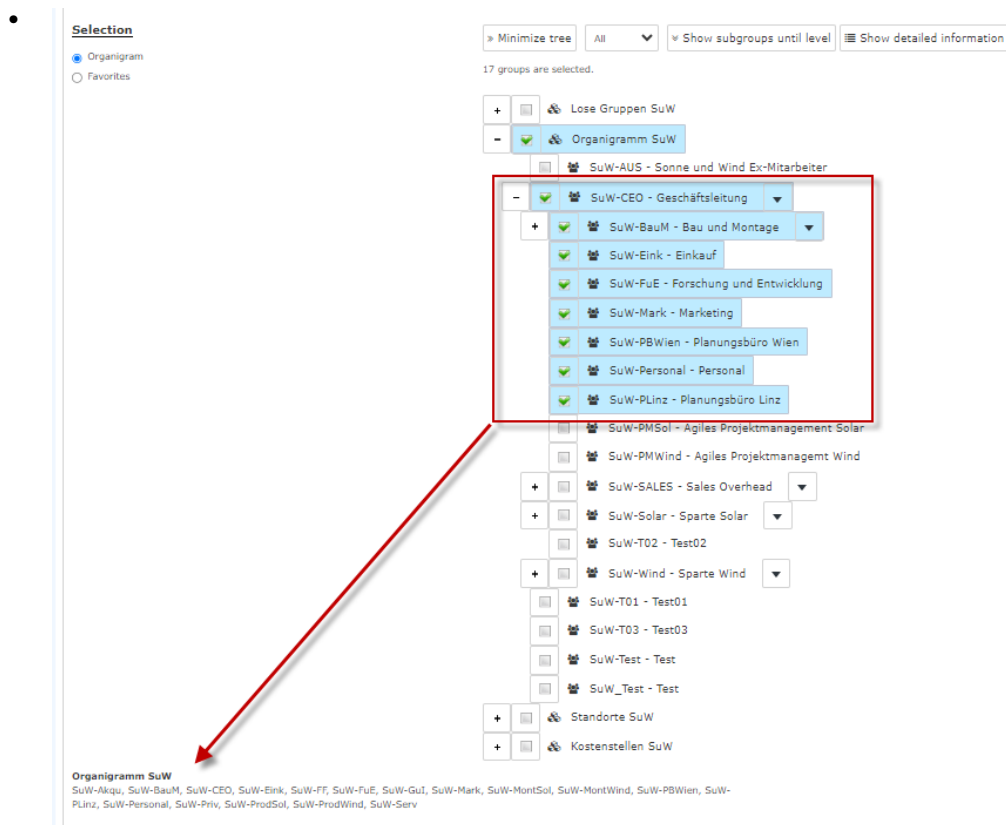 Selection
Organigram
Favorites
» Minimize tree
All
Show subgroups until level
Show detailed information
17 groups are selected.
+ Lose Gruppen SuW
- Organigramm SuW
SuW-AUS - Sonne und Wind Ex-Mitarbeiter
- SuW-CEO - Geschäftsleitung
+ SuW-BauM - Bau und Montage
SuW-Eink - Einkauf
SuW-FuE - Forschung und Entwicklung
SuW-Mark - Marketing
SuW-PBWien - Planungsbüro Wien
SuW-Personal - Personal
SuW-PLinz - Planungsbüro Linz
SuW-PMSol - Agiles Projektmanagement Solar
SuW-PMWind - Agiles Projektmanagemt Wind
+ SuW-SALES - Sales Overhead
+ SuW-Solar - Sparte Solar
SuW-T02 - Test02
+ SuW-Wind - Sparte Wind
SuW-T01 - Test01
SuW-T03 - Test03
SuW-Test - Test
SuW_Test - Test
+ Standorte SuW
+ Kostenstellen SuW
Organigramm SuW
SuW-Akqu, SuW-BauM, SuW-CEO, SuW-Eink, SuW-FF, SuW-FuE, SuW-GuI, SuW-Mark, SuW-MontSol, SuW-MontWind, SuW-PBWien, SuW-
PLinz, SuW-Personal, SuW-Priv, SuW-ProdSol, SuW-ProdWind, SuW-Serv